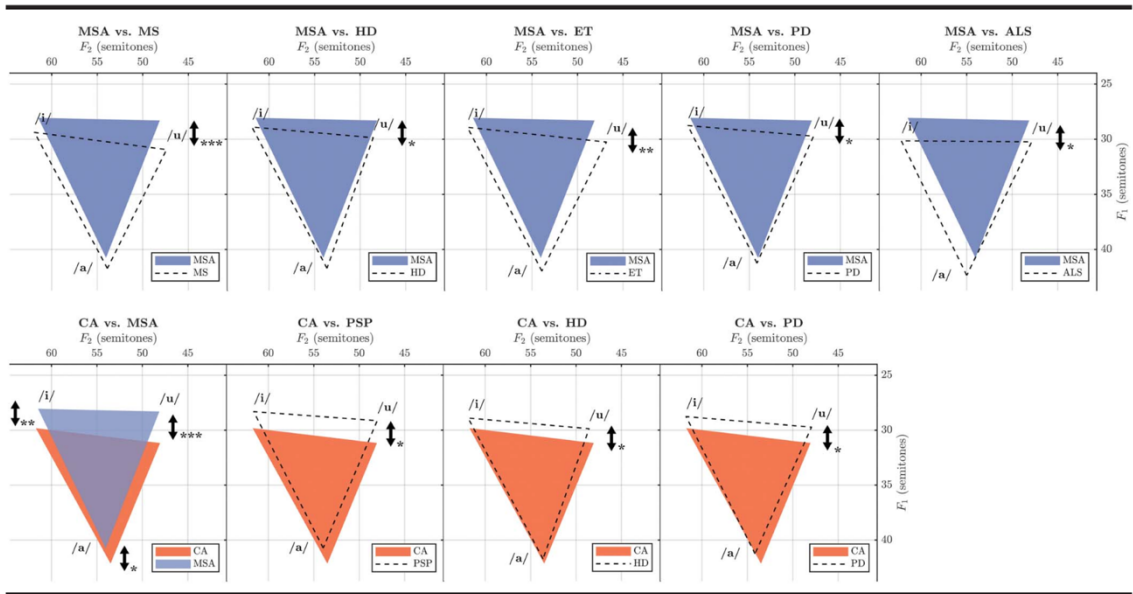 MSA vs. MS
F₂ (semitones)
60 55 50 45
/i/
/u/
***
/a/
MSA
MS
MSA vs. HD
F₂ (semitones)
60 55 50 45
/i/
/u/
*
/a/
MSA
HD
MSA vs. ET
F₂ (semitones)
60 55 50 45
/i/
/u/
**
/a/
MSA
ET
MSA vs. PD
F₂ (semitones)
60 55 50 45
/i/
/u/
*
/a/
MSA
PD
MSA vs. ALS
F₂ (semitones)
60 55 50 45
/i/
/u/
*
/a/
MSA
ALS
25
30
35
40
F₁ (semitones)
CA vs. MSA
F₂ (semitones)
60 55 50 45
/i/
/u/
**
***
/a/
*
CA
MSA
CA vs. PSP
F₂ (semitones)
60 55 50 45
/i/
/u/
*
/a/
CA
PSP
CA vs. HD
F₂ (semitones)
60 55 50 45
/i/
/u/
*
/a/
CA
HD
CA vs. PD
F₂ (semitones)
60 55 50 45
/i/
/u/
*
/a/
CA
PD
25
30
35
40
F₁ (semitones)